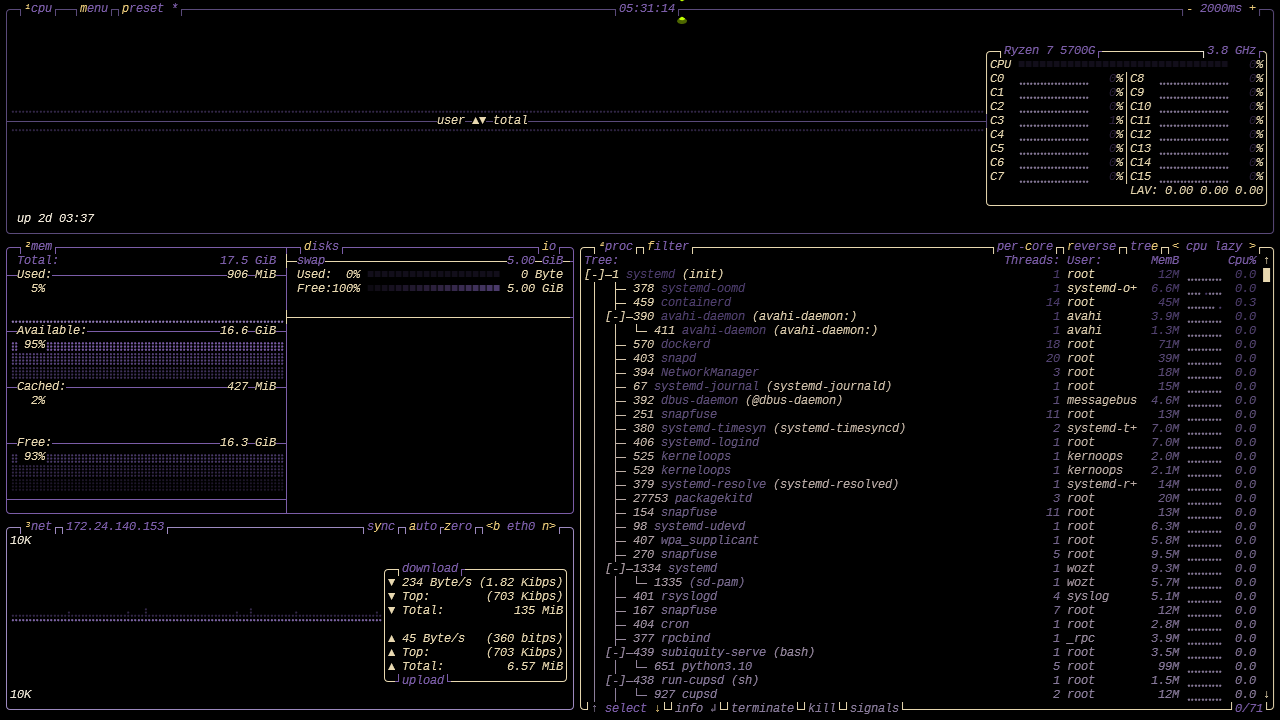 ¹cpu menu preset * 05:31:14 - 2000ms +
Ryzen 7 5700G 3.8 GHz
CPU 0%
C0 0% C8 0%
C1 0% C9 0%
C2 0% C10 0%
C3 1% C11 0%
C4 0% C12 0%
C5 0% C13 0%
C6 0% C14 0%
C7 0% C15 0%
LAV: 0.00 0.00 0.00
user ▲▼ total
up 2d 03:37
²mem
Total: 17.5 GiB
Used: 906 MiB
5%
Available: 16.6 GiB
95%
Cached: 427 MiB
2%
Free: 16.3 GiB
93%
disks io
swap 5.00 GiB
Used: 0% 0 Byte
Free:100% 5.00 GiB
³net 172.24.140.153 sync auto zero <b eth0 n>
10K
download
▼ 234 Byte/s (1.82 Kibps)
▼ Top: (703 Kibps)
▼ Total: 135 MiB
▲ 45 Byte/s (360 bitps)
▲ Top: (703 Kibps)
▲ Total: 6.57 MiB
upload
10K
⁴proc filter per-core reverse tree < cpu lazy >
Tree: Threads: User: MemB Cpu% ↑
[-]─1 systemd (init) 1 root 12M 0.0
├─ 378 systemd-oomd 1 systemd-o+ 6.6M 0.0
├─ 459 containerd 14 root 45M 0.3
[-]─390 avahi-daemon (avahi-daemon:) 1 avahi 3.9M 0.0
└─ 411 avahi-daemon (avahi-daemon:) 1 avahi 1.3M 0.0
├─ 570 dockerd 18 root 71M 0.0
├─ 403 snapd 20 root 39M 0.0
├─ 394 NetworkManager 3 root 18M 0.0
├─ 67 systemd-journal (systemd-journald) 1 root 15M 0.0
├─ 392 dbus-daemon (@dbus-daemon) 1 messagebus 4.6M 0.0
├─ 251 snapfuse 11 root 13M 0.0
├─ 380 systemd-timesyn (systemd-timesyncd) 2 systemd-t+ 7.0M 0.0
├─ 406 systemd-logind 1 root 7.0M 0.0
├─ 525 kerneloops 1 kernoops 2.0M 0.0
├─ 529 kerneloops 1 kernoops 2.1M 0.0
├─ 379 systemd-resolve (systemd-resolved) 1 systemd-r+ 14M 0.0
├─ 27753 packagekitd 3 root 20M 0.0
├─ 154 snapfuse 11 root 13M 0.0
├─ 98 systemd-udevd 1 root 6.3M 0.0
├─ 407 wpa_supplicant 1 root 5.8M 0.0
├─ 270 snapfuse 5 root 9.5M 0.0
[-]─1334 systemd 1 wozt 9.3M 0.0
└─ 1335 (sd-pam) 1 wozt 5.7M 0.0
├─ 401 rsyslogd 4 syslog 5.1M 0.0
├─ 167 snapfuse 7 root 12M 0.0
├─ 404 cron 1 root 2.8M 0.0
├─ 377 rpcbind 1 _rpc 3.9M 0.0
[-]─439 subiquity-serve (bash) 1 root 3.5M 0.0
└─ 651 python3.10 5 root 99M 0.0
[-]─438 run-cupsd (sh) 1 root 1.5M 0.0
└─ 927 cupsd 2 root 12M 0.0 ↓
↑ select ↓ info ↲ terminate kill signals 0/71